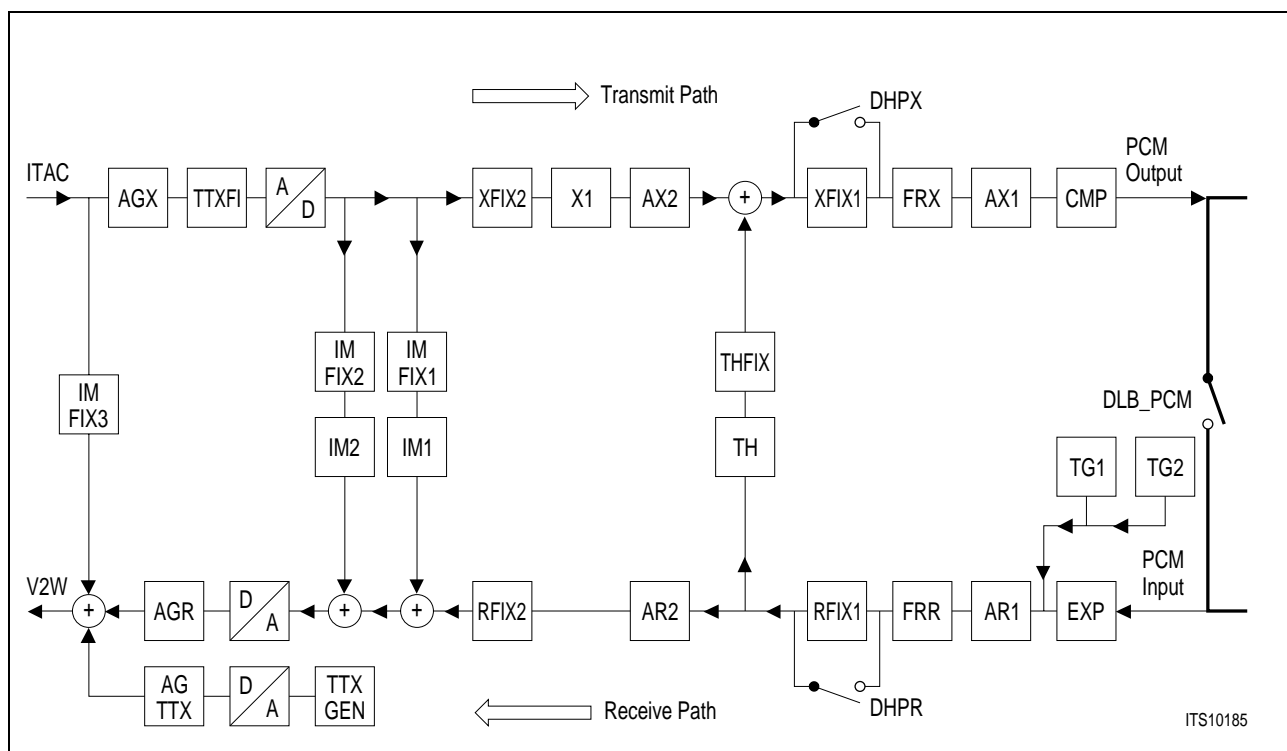 Transmit Path
DHPX
ITAC
PCM
Output
AGX
TTXFI
A
D
XFIX2
X1
AX2
+
XFIX1
FRX
AX1
CMP
IM
FIX3
IM
FIX2
IM
FIX1
THFIX
DLB_PCM
IM2
IM1
TH
TG1
TG2
V2W
PCM
Input
+
AGR
D
A
+
+
RFIX2
AR2
RFIX1
FRR
AR1
EXP
AG
TTX
D
A
TTX
GEN
Receive Path
DHPR
ITS10185